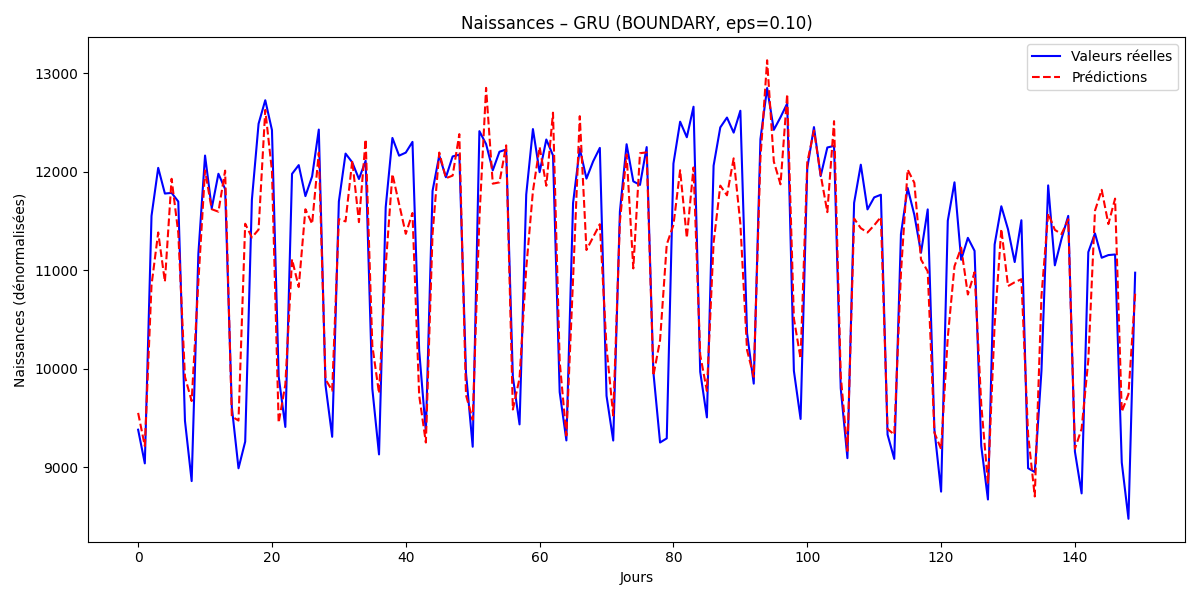 Naissances – GRU (BOUNDARY, eps=0.10)
Valeurs réelles
Prédictions
Naissances (dénormalisées)
13000
12000
11000
10000
9000
0 20 40 60 80 100 120 140
Jours